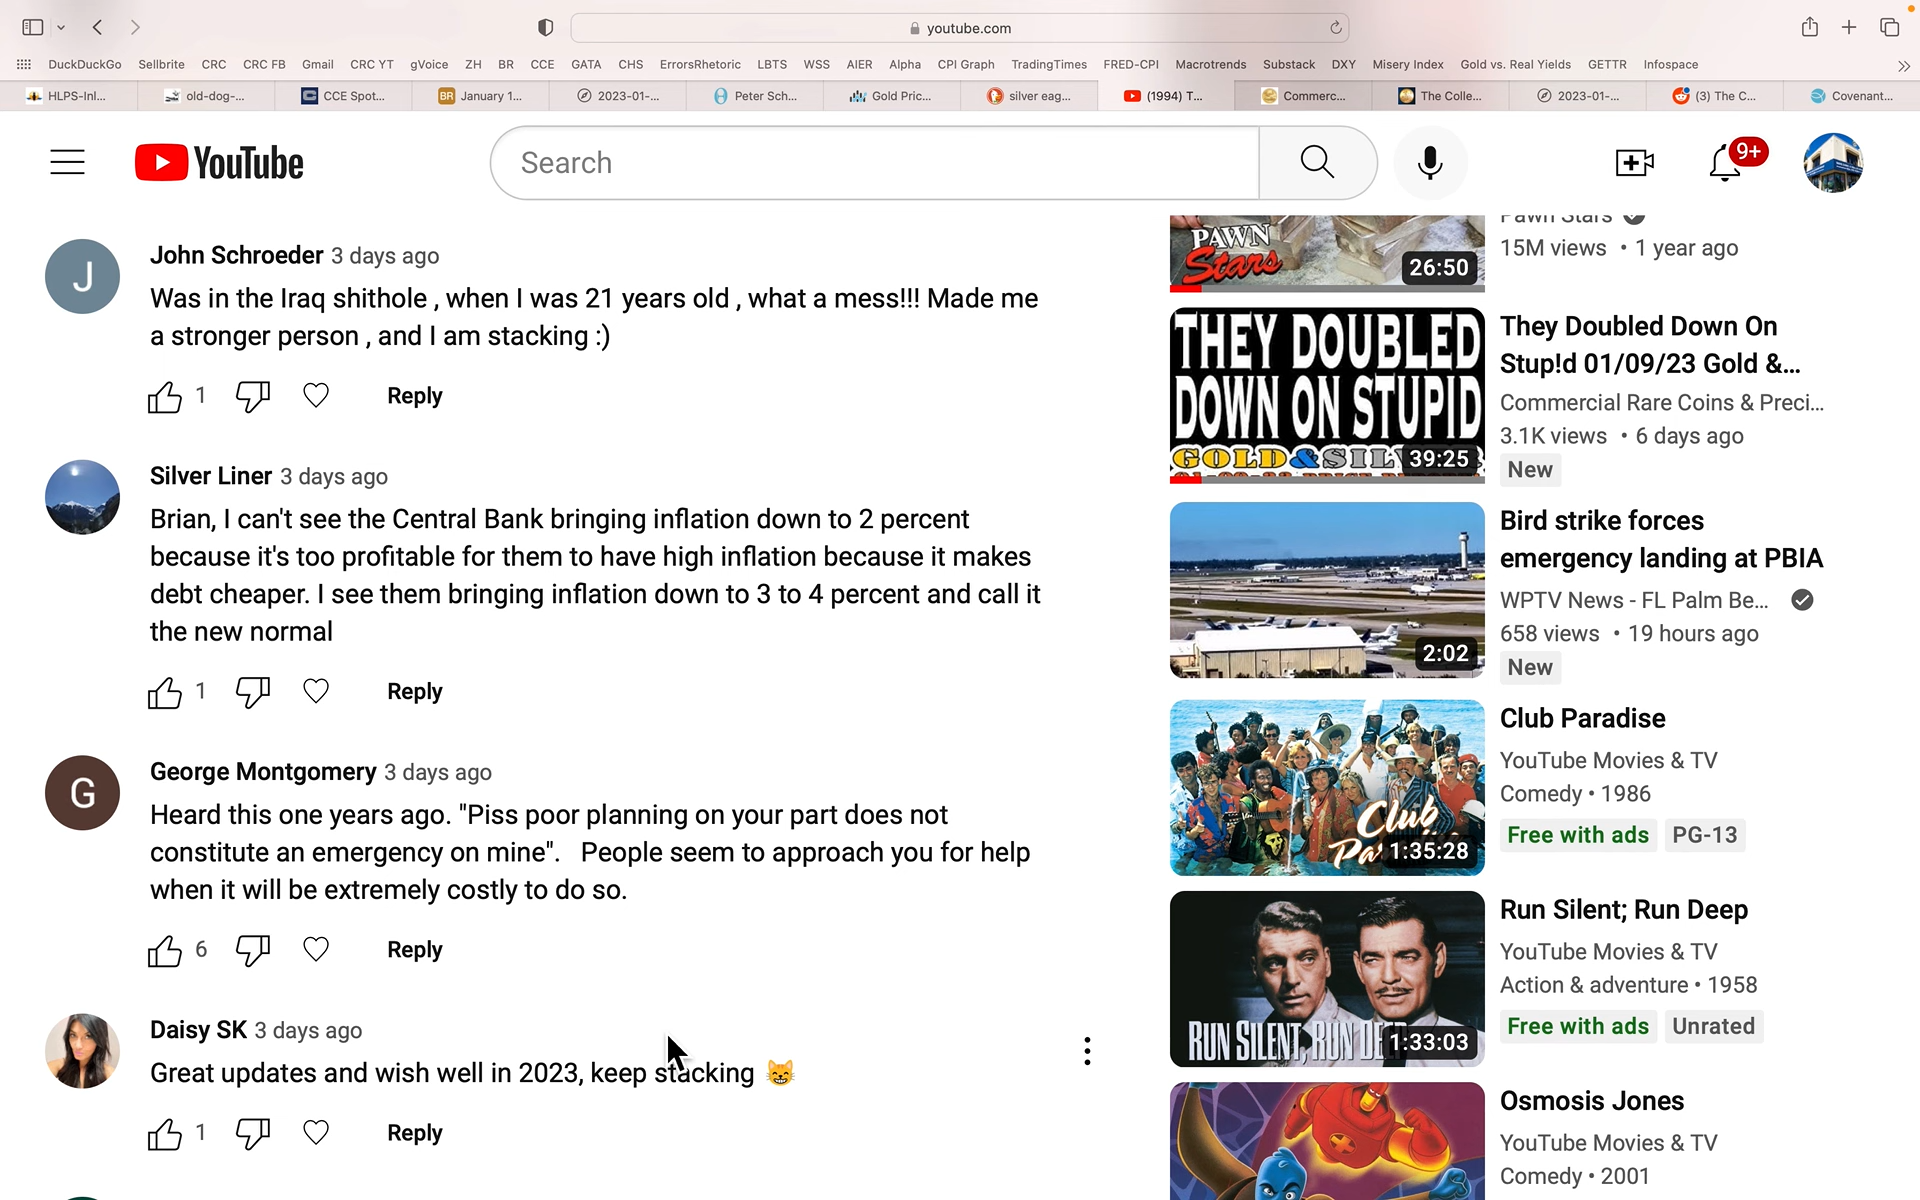 youtube.com
DuckDuckGo Sellbrite CRC CRC FB Gmail CRC YT gVoice ZH BR CCE GATA CHS ErrorsRhetoric LBTS WSS AIER Alpha CPI Graph TradingTimes FRED-CPI Macrotrends Substack DXY Misery Index Gold vs. Real Yields GETTR Infospace
HLPS-Inl... old-dog-... CCE Spot... BR January 1... 2023-01-... Peter Sch... Gold Pric... silver eag... (1994) T... Commerc... The Colle... 2023-01-... (3) The C... Covenant...
YouTube
Search
9+
J
John Schroeder 3 days ago
Was in the Iraq shithole , when I was 21 years old , what a mess!!! Made me
a stronger person , and I am stacking :)
1 Reply
Silver Liner 3 days ago
Brian, I can't see the Central Bank bringing inflation down to 2 percent
because it's too profitable for them to have high inflation because it makes
debt cheaper. I see them bringing inflation down to 3 to 4 percent and call it
the new normal
1 Reply
G
George Montgomery 3 days ago
Heard this one years ago. "Piss poor planning on your part does not
constitute an emergency on mine". People seem to approach you for help
when it will be extremely costly to do so.
6 Reply
Daisy SK 3 days ago
Great updates and wish well in 2023, keep stacking 😸
1 Reply
PAWN
Stars
26:50
Pawn Stars
15M views • 1 year ago
THEY DOUBLED
DOWN ON STUPID
GOLD & SIL
39:25
They Doubled Down On
Stup!d 01/09/23 Gold &...
Commercial Rare Coins & Preci...
3.1K views • 6 days ago
New
2:02
Bird strike forces
emergency landing at PBIA
WPTV News - FL Palm Be...
658 views • 19 hours ago
New
Club
Pa
1:35:28
Club Paradise
YouTube Movies & TV
Comedy • 1986
Free with ads PG-13
RUN SILENT, RUN DE
1:33:03
Run Silent; Run Deep
YouTube Movies & TV
Action & adventure • 1958
Free with ads Unrated
Osmosis Jones
YouTube Movies & TV
Comedy • 2001